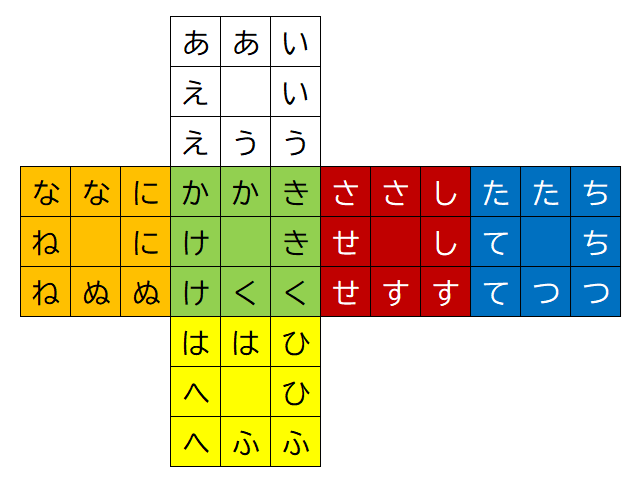 ああい
え い
えうう
ななにかかきささしたたち
ね にけ きせ して ち
ねぬぬけくくせすすてつつ
ははひ
へ ひ
へふふ